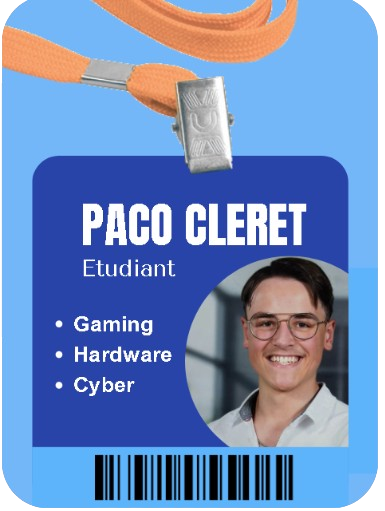 PACO CLERET
Etudiant
• Gaming
• Hardware
• Cyber